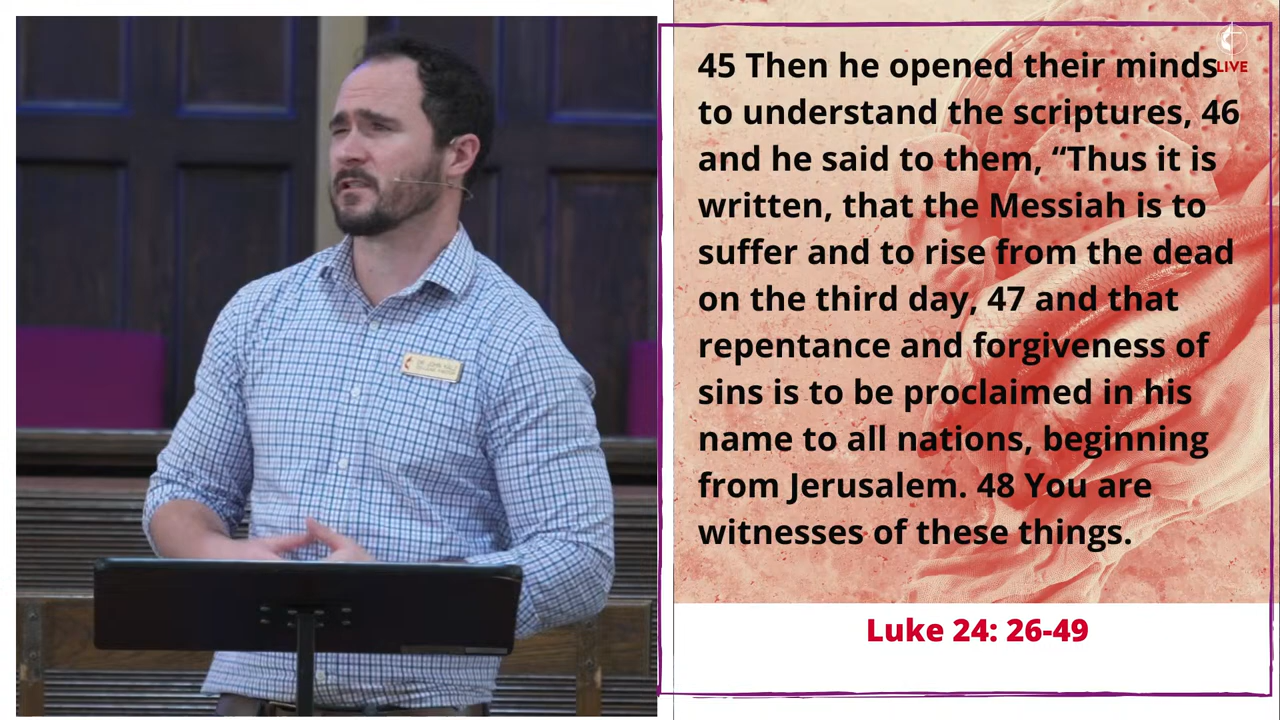 45 Then he opened their minds
to understand the scriptures, 46
and he said to them, “Thus it is
written, that the Messiah is to
suffer and to rise from the dead
on the third day, 47 and that
repentance and forgiveness of
sins is to be proclaimed in his
name to all nations, beginning
from Jerusalem. 48 You are
witnesses of these things.
Luke 24: 26-49
LIVE